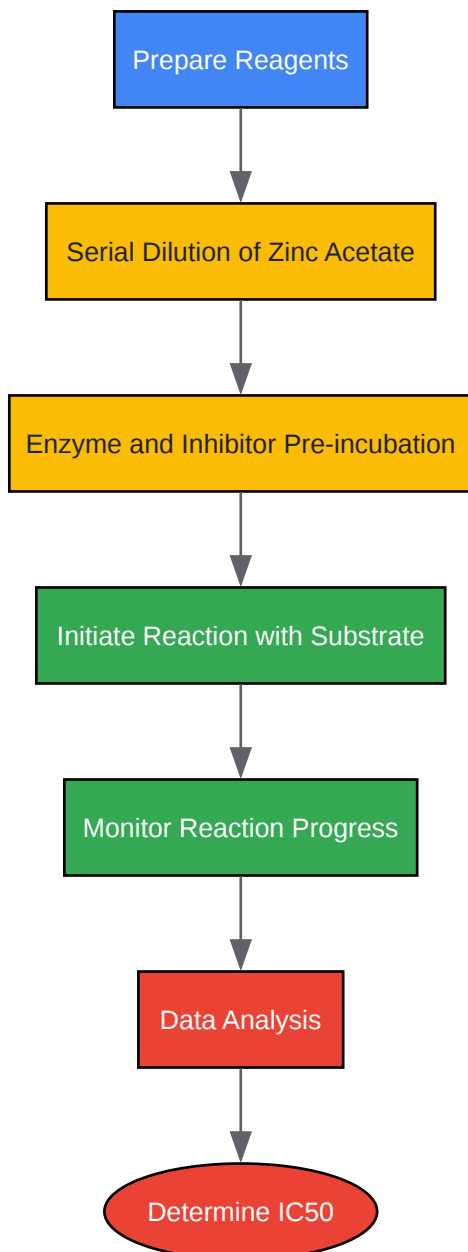 Prepare Reagents
Serial Dilution of Zinc Acetate
Enzyme and Inhibitor Pre-incubation
Initiate Reaction with Substrate
Monitor Reaction Progress
Data Analysis
Determine IC50